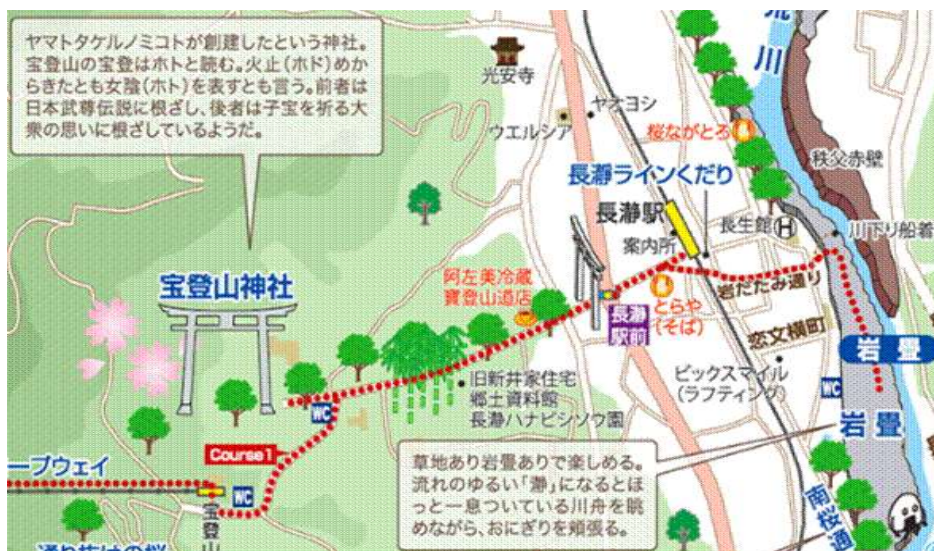 ヤマトタケルノミコトが創建したという神社。
宝登山の宝登はホトと読む。火止(ホド)めか
らきたとも女陰(ホト)を表すとも言う。前者は
日本武尊伝説に根ざし、後者は子宝を祈る大
衆の思いに根ざしているようだ。
光安寺
ヤオヨシ
ウエルシア
桜ながとろ
荒川
秩父赤壁
長瀞ラインくだり
長瀞駅
案内所
長生館
H
川下り船着
宝登山神社
阿左美冷蔵
寶登山道店
長瀞
駅前
とらや
(そば)
岩だたみ通り
恋文横町
岩畳
ビックスマイル
(ラフティング)
WC
岩畳
旧新井家住宅
郷土資料館
長瀞ハナビシソウ園
WC
Course1
ープウェイ
WC
宝登山
草地あり岩畳ありで楽しめる。
流れのゆるい「瀞」になるとほ
っと一息ついている川舟を眺
めながら、おにぎりを頬張る。
南桜通
通り抜けの桜